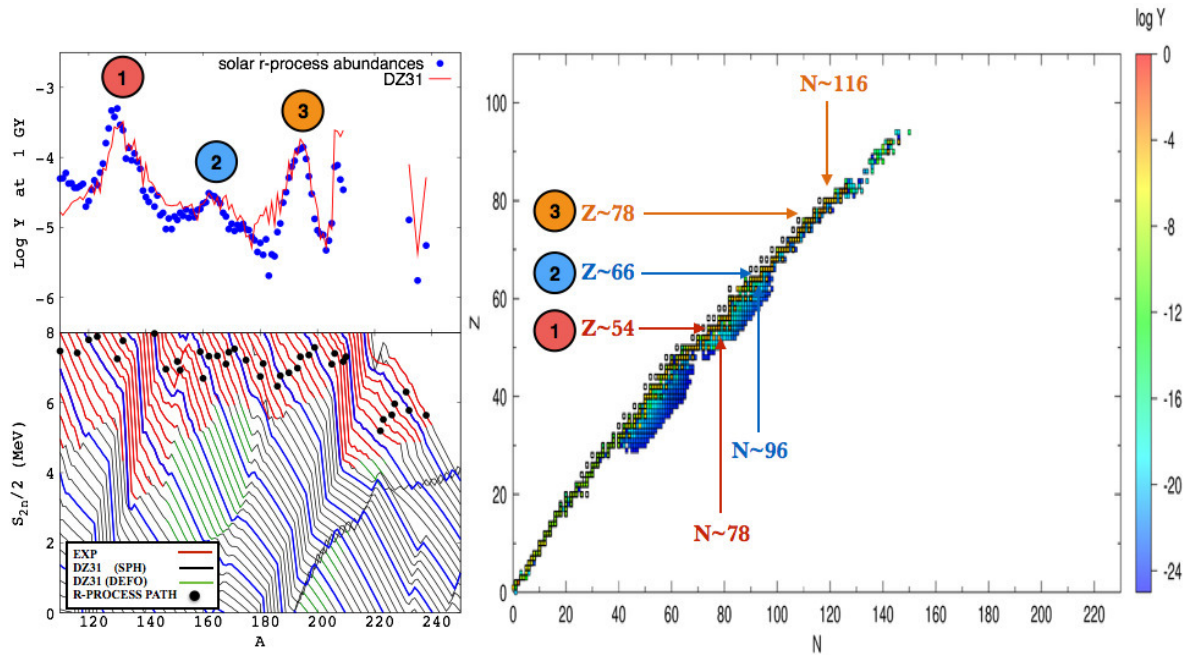 solar r-process abundances
DZ31
1
2
3
-3
-4
-5
-6
Log Y at 1 GY
8
6
4
2
0
S2n/2 (MeV)
EXP
DZ31 (SPH)
DZ31 (DEFO)
R-PROCESS PATH
120 140 160 180 200 220 240
A
100
80
60
40
20
0
Z
N~116
3 Z~78
2 Z~66
1 Z~54
N~96
N~78
0 20 40 60 80 100 120 140 160 180 200 220
N
log Y
0
-4
-8
-12
-16
-20
-24